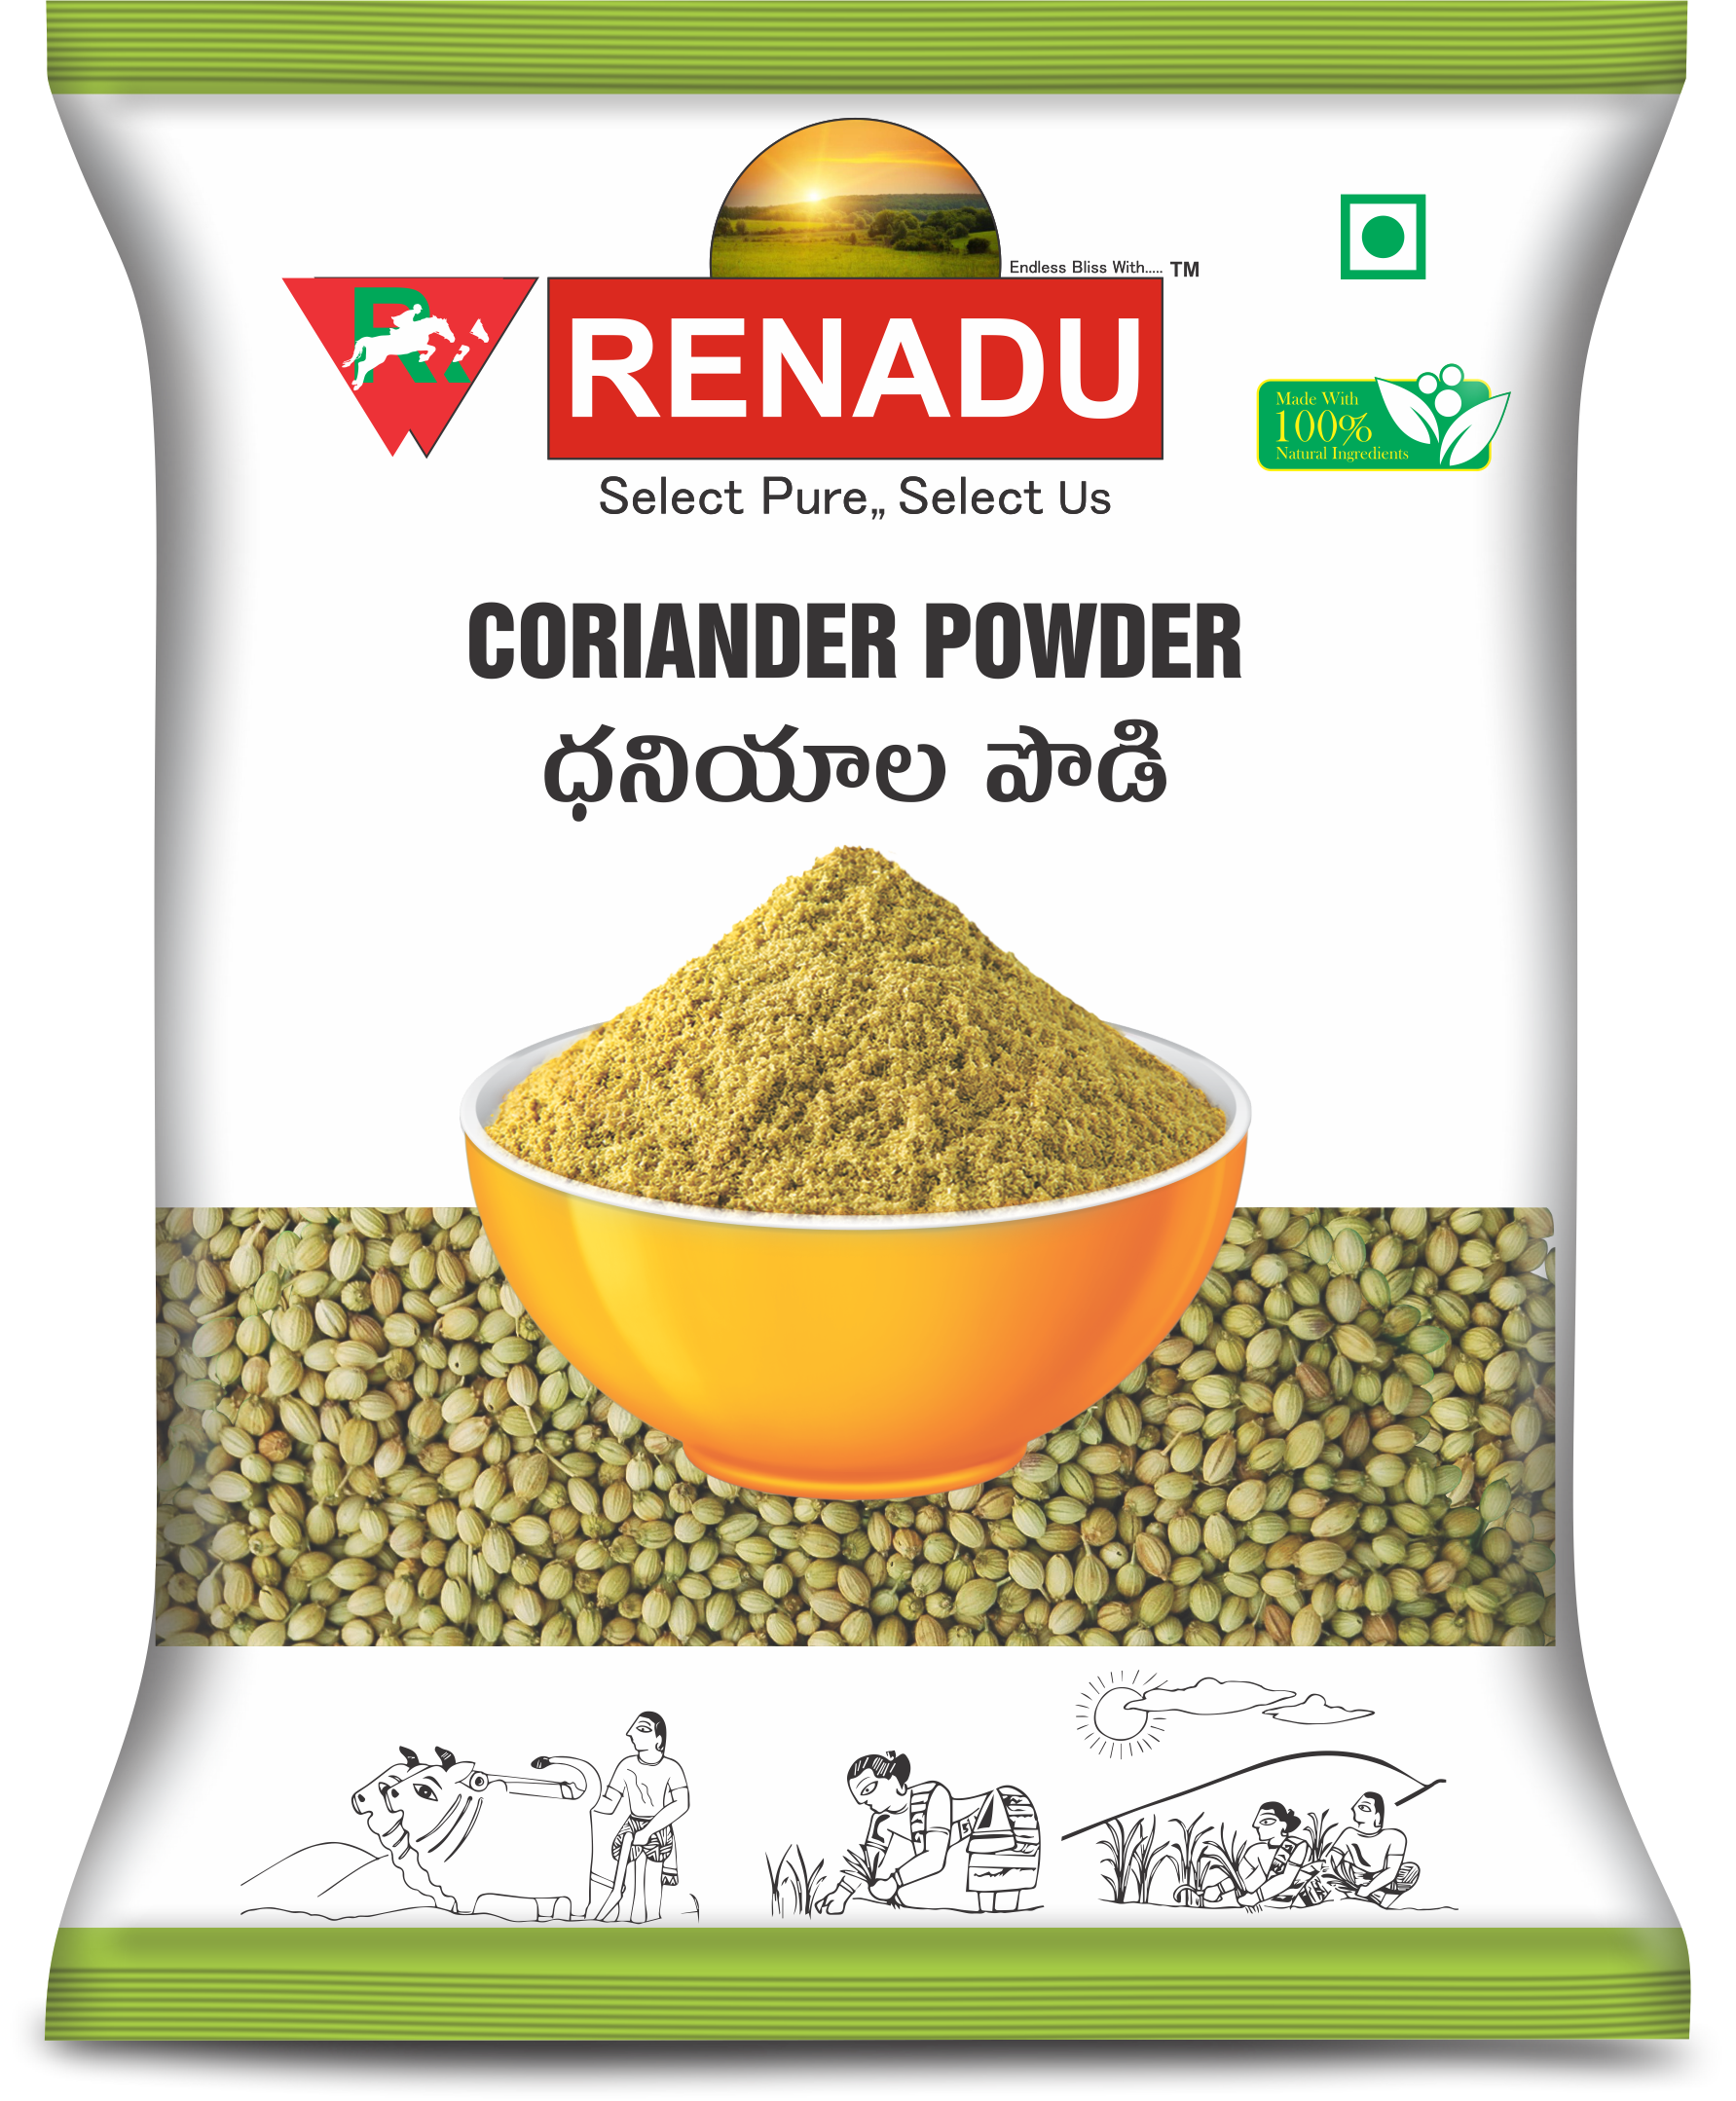 Endless Bliss With..... TM
R
RENADU
Select Pure,, Select Us
Made With
100%
Natural Ingredients
CORIANDER POWDER
ధనియాల పొడి